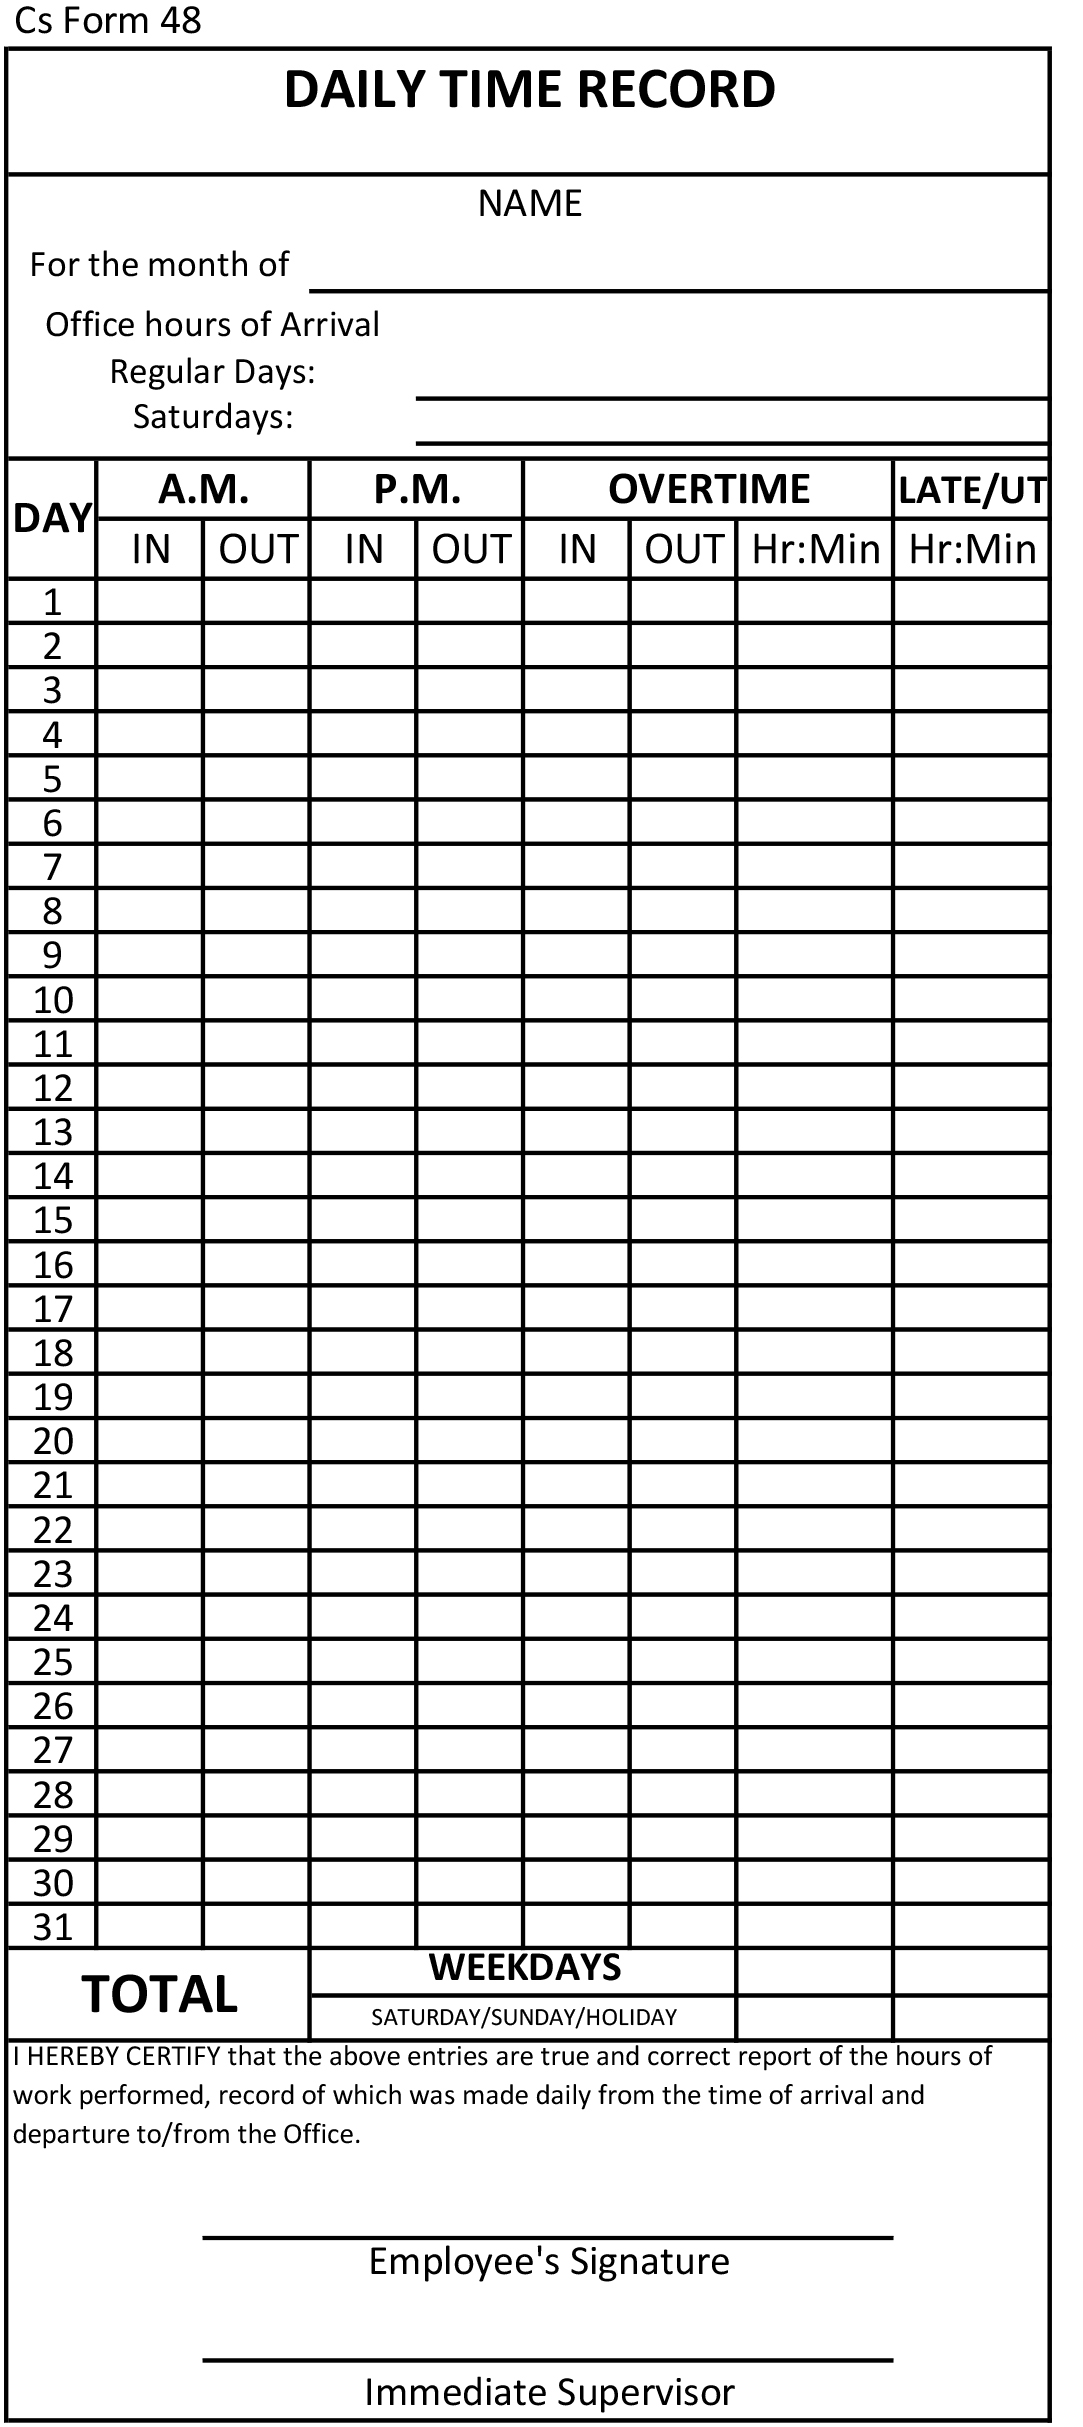 Cs Form 48
DAILY TIME RECORD
NAME
For the month of
Office hours of Arrival
Regular Days:
Saturdays:
DAY A.M. P.M. OVERTIME LATE/UT
IN OUT IN OUT IN OUT Hr:Min Hr:Min
1
2
3
4
5
6
7
8
9
10
11
12
13
14
15
16
17
18
19
20
21
22
23
24
25
26
27
28
29
30
31
TOTAL WEEKDAYS
SATURDAY/SUNDAY/HOLIDAY
I HEREBY CERTIFY that the above entries are true and correct report of the hours of
work performed, record of which was made daily from the time of arrival and
departure to/from the Office.
Employee's Signature
Immediate Supervisor